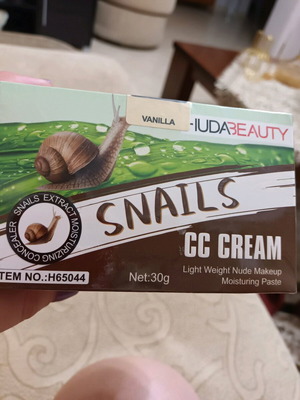 VANILLA
HUDABEAUTY
SNAILS EXTRACT MOISTURIZING CONCEALER
SNAILS
CC CREAM
Light Weight Nude Makeup
Moisturing Paste
ITEM NO.:H65044
Net:30g